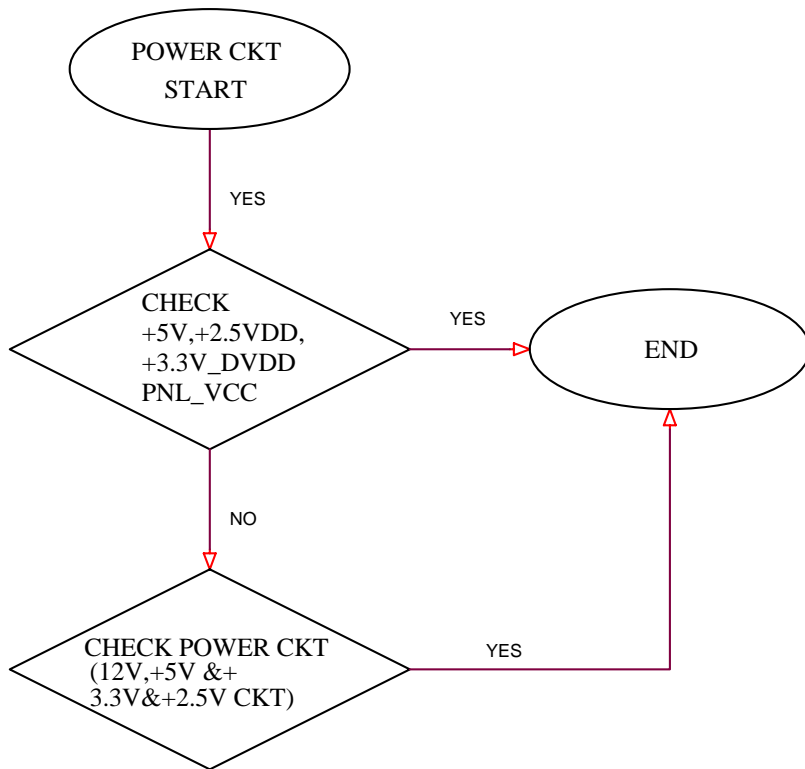 POWER CKT
START
YES
CHECK
+5V,+2.5VDD,
+3.3V_DVDD
PNL_VCC
YES
END
NO
CHECK POWER CKT
(12V,+5V &+
3.3V&+2.5V CKT)
YES